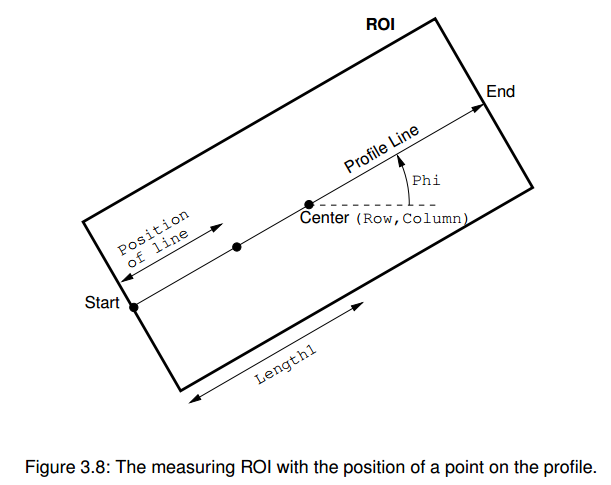 ROI
End
Profile Line
Phi
Center (Row,Column)
Position
of line
Start
Length1
Figure 3.8: The measuring ROI with the position of a point on the profile.